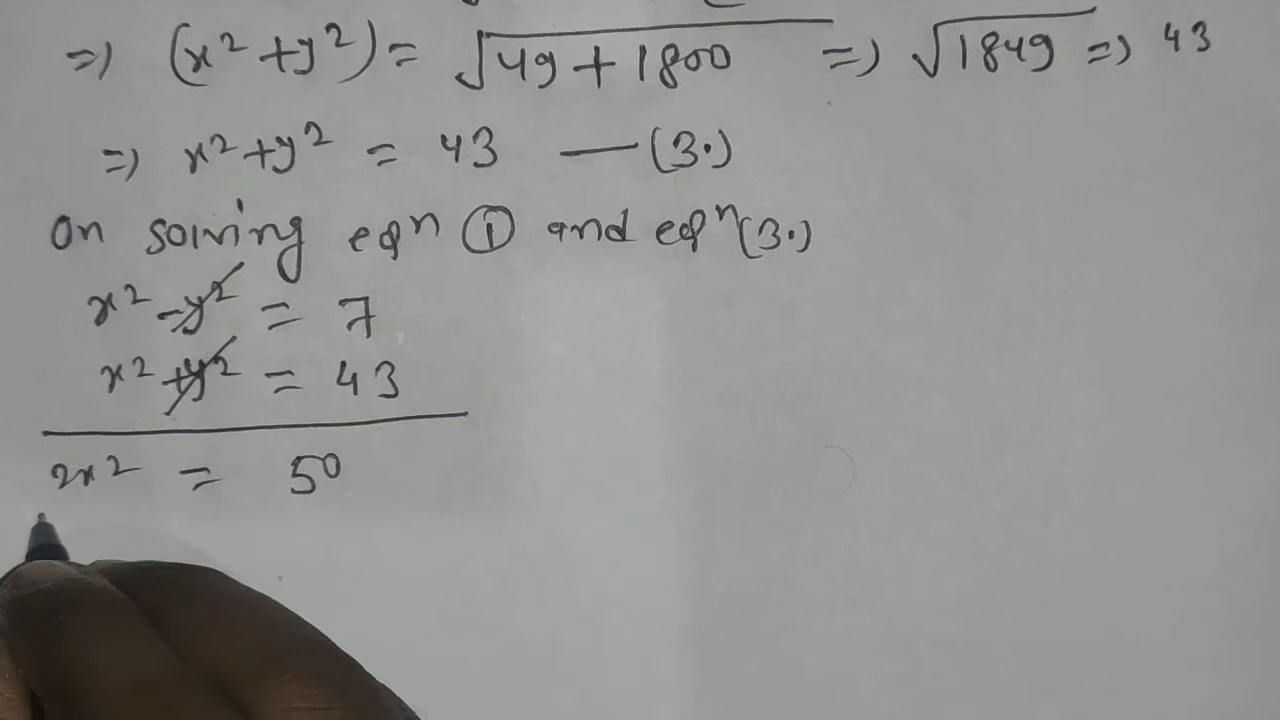 => (x²+y²) = √49+1800 => √1849 => 43
=> x²+y² = 43 —(3.)
On solving eqn ① and eqn(3.)
x² -y² = 7
x² +y² = 43
2x² = 50